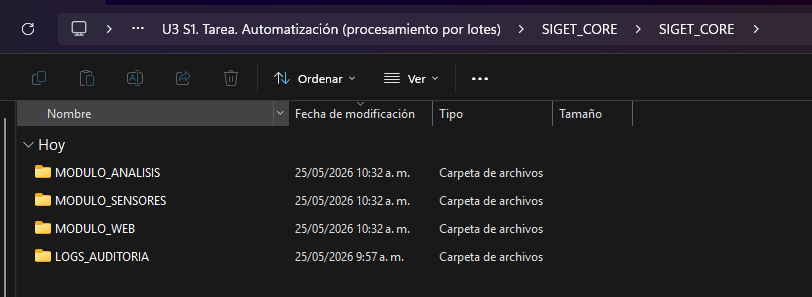 U3 S1. Tarea. Automatización (procesamiento por lotes) > SIGET_CORE > SIGET_CORE >
Ordenar Ver
Nombre Fecha de modificación Tipo Tamaño
Hoy
MODULO_ANALISIS 25/05/2026 10:32 a. m. Carpeta de archivos
MODULO_SENSORES 25/05/2026 10:32 a. m. Carpeta de archivos
MODULO_WEB 25/05/2026 10:32 a. m. Carpeta de archivos
LOGS_AUDITORIA 25/05/2026 9:57 a. m. Carpeta de archivos